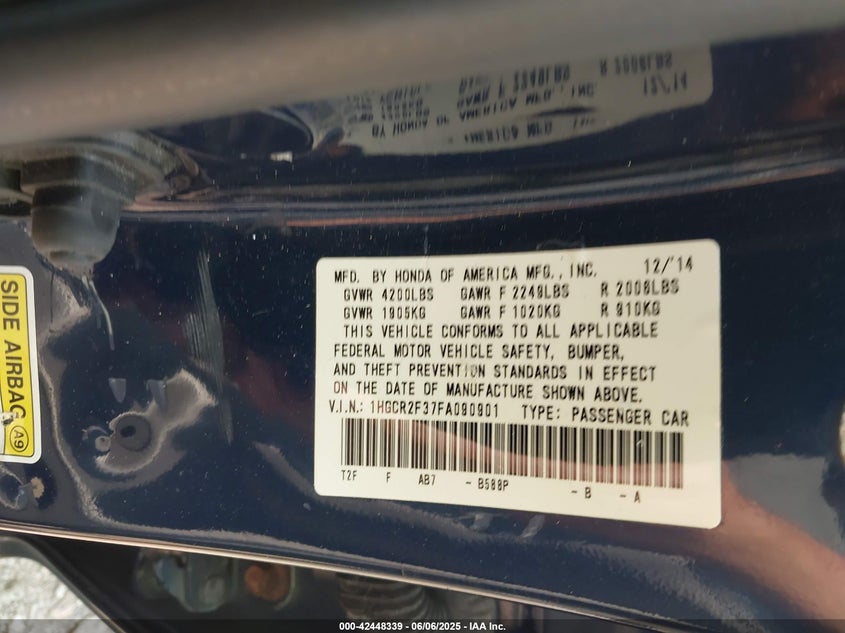 MFD. BY HONDA OF AMERICA MFG., INC. 12/'14
GVWR 4200LBS GAWR F 2249LBS R 2006LBS
GVWR 1905KG GAWR F 1020KG R 910KG
THIS VEHICLE CONFORMS TO ALL APPLICABLE
FEDERAL MOTOR VEHICLE SAFETY, BUMPER,
AND THEFT PREVENTION STANDARDS IN EFFECT
ON THE DATE OF MANUFACTURE SHOWN ABOVE.
V.I.N.: 1HGCR2F37FA090901 TYPE: PASSENGER CAR
T2F F AB7 - B588P - B - A
SIDE AIRBAG
A9
000-42448339 - 06/06/2025 - IAA Inc.